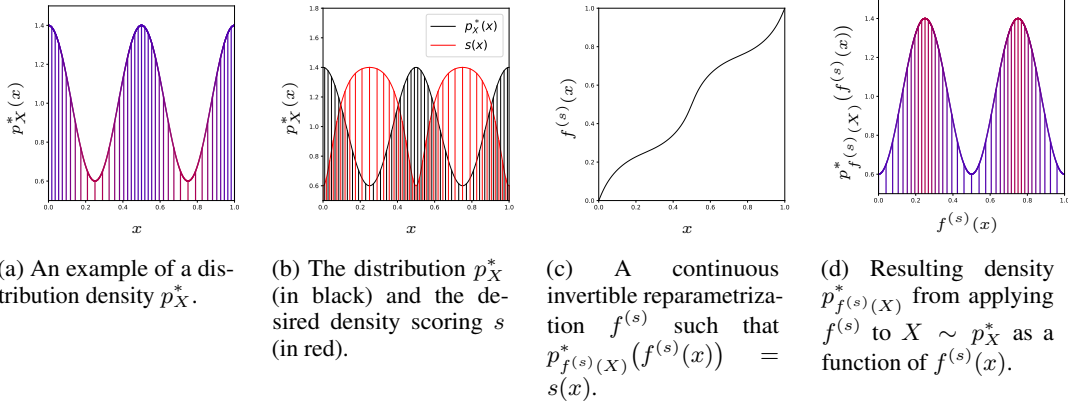 1.4
1.2
1.0
0.8
0.6
0.0 0.2 0.4 0.6 0.8 1.0
p*_X(x)
x
1.8
1.6
1.4
1.2
1.0
0.8
0.6
0.0 0.2 0.4 0.6 0.8 1.0
p*_X(x)
x
p*_X(x)
s(x)
1.0
0.8
0.6
0.4
0.2
0.0
0.0 0.2 0.4 0.6 0.8 1.0
f^(s)(x)
x
1.4
1.2
1.0
0.8
0.6
0.0 0.2 0.4 0.6 0.8 1.0
p*_{f^(s)(X)}(f^(s)(x))
f^(s)(x)
(a) An example of a dis-
tribution density p*_X.
(b) The distribution p*_X
(in black) and the de-
sired density scoring s
(in red).
(c) A continuous
invertible reparametriza-
tion f^(s) such that
p*_{f^(s)(X)}(f^(s)(x)) =
s(x).
(d) Resulting density
p*_{f^(s)(X)} from applying
f^(s) to X ∼ p*_X as a
function of f^(s)(x).